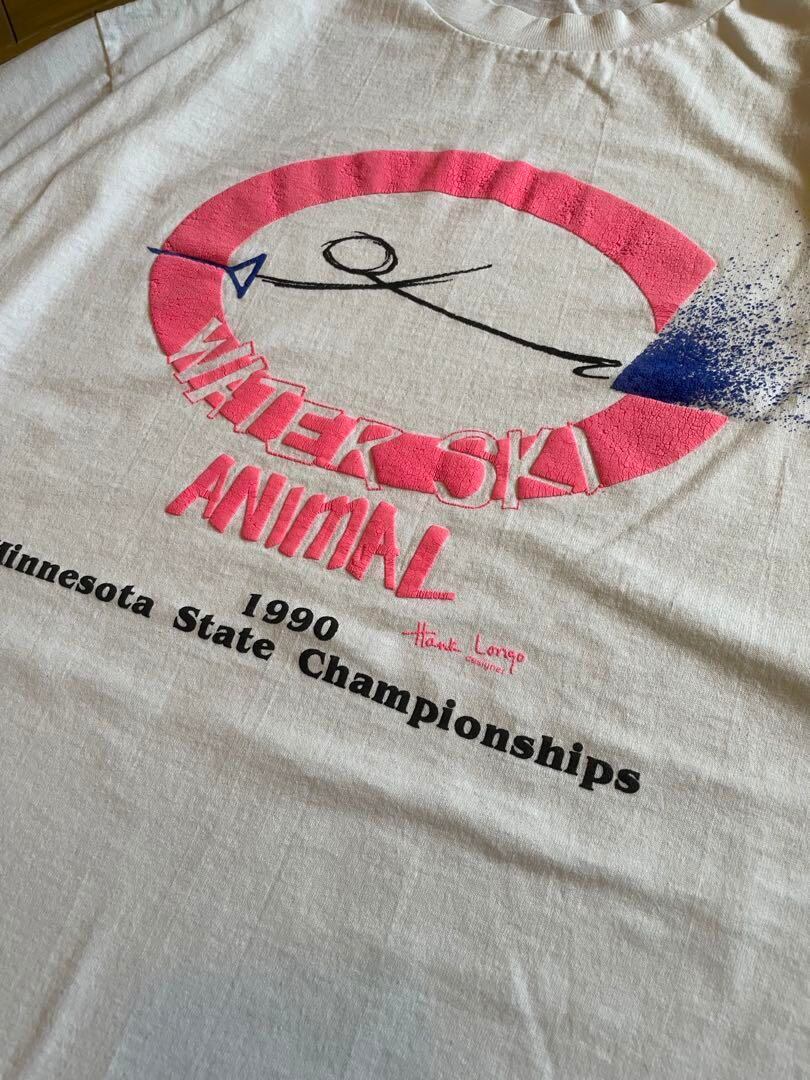 WATER SKI
ANIMAL
1990
Hank Longo
designer
Minnesota State Championships